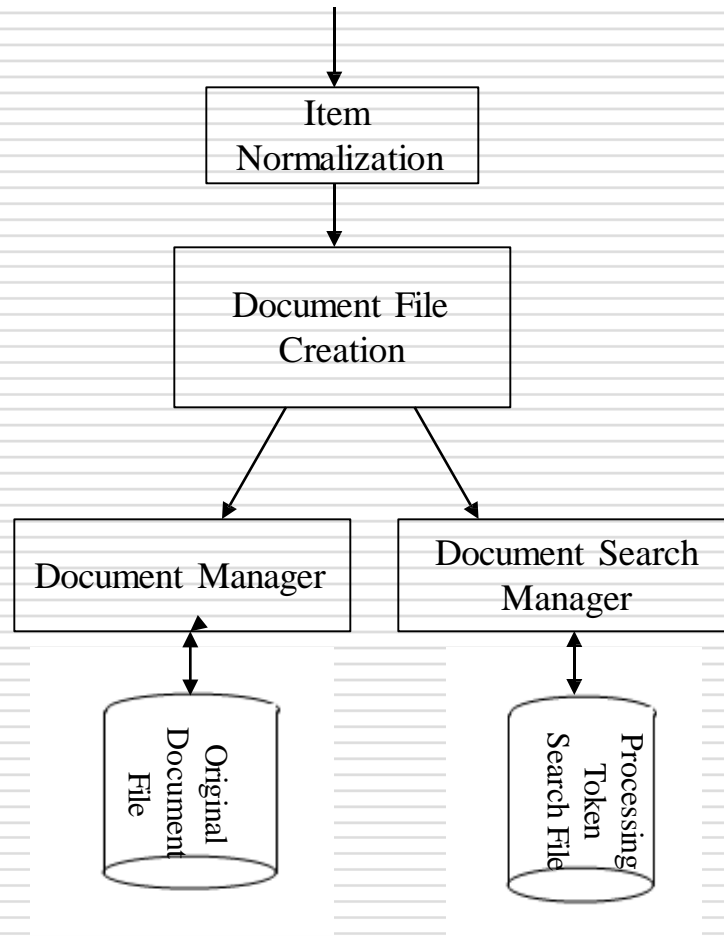 Item
Normalization
Document File
Creation
Document Manager
Document Search
Manager
Original
Document
File
Processing
Token
Search File